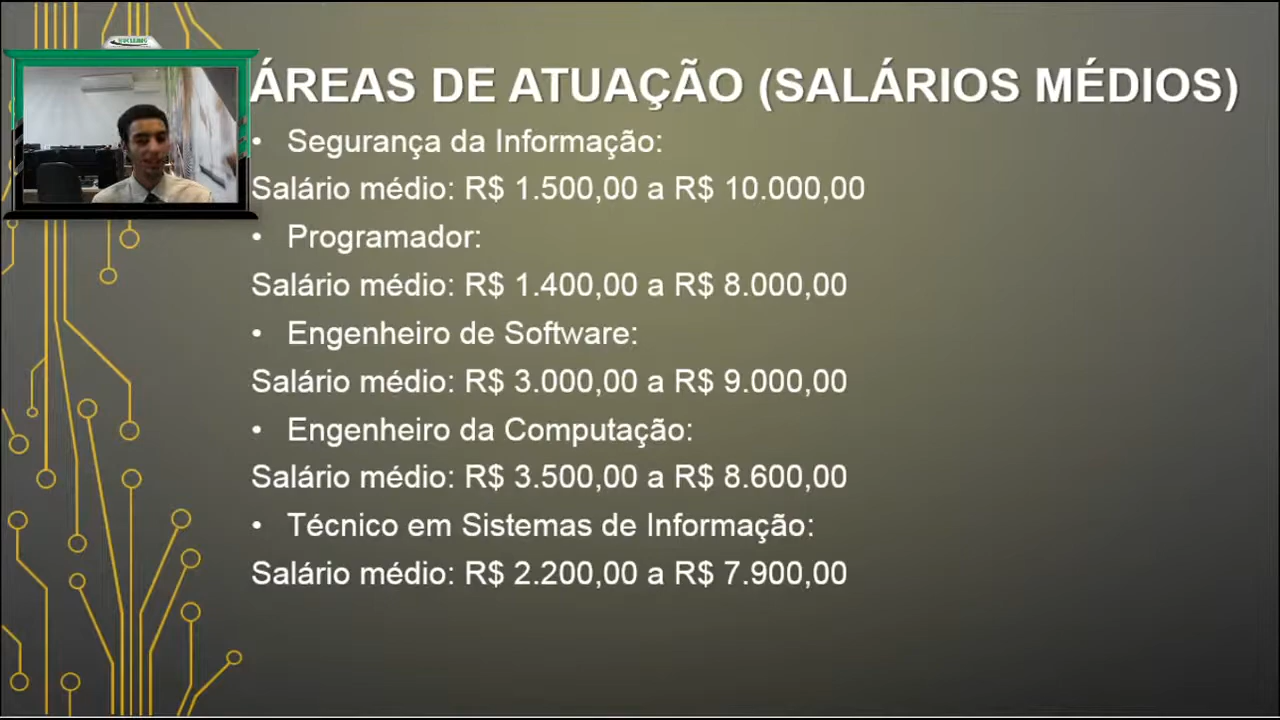 ÁREAS DE ATUAÇÃO (SALÁRIOS MÉDIOS)
• Segurança da Informação:
Salário médio: R$ 1.500,00 a R$ 10.000,00
• Programador:
Salário médio: R$ 1.400,00 a R$ 8.000,00
• Engenheiro de Software:
Salário médio: R$ 3.000,00 a R$ 9.000,00
• Engenheiro da Computação:
Salário médio: R$ 3.500,00 a R$ 8.600,00
• Técnico em Sistemas de Informação:
Salário médio: R$ 2.200,00 a R$ 7.900,00